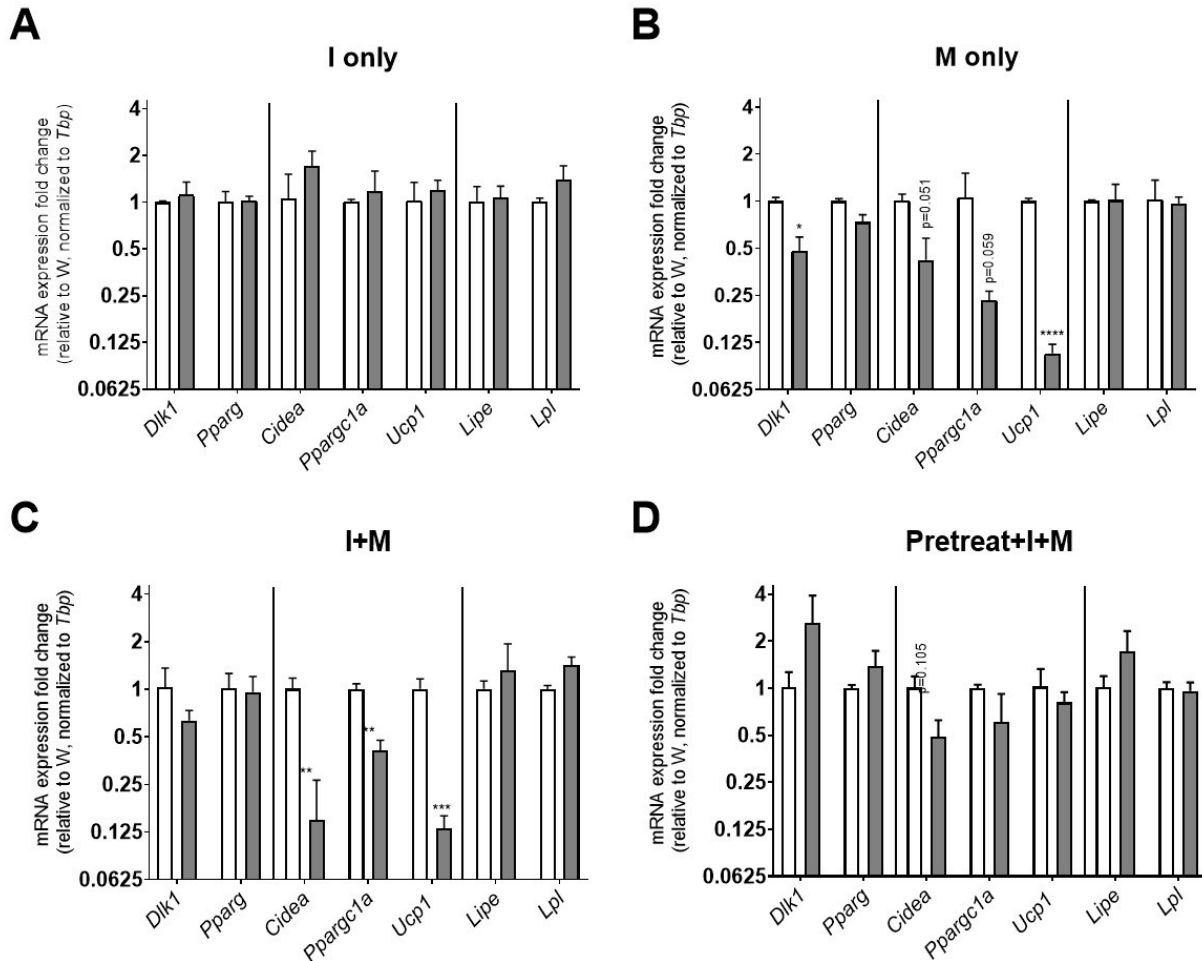 A
I only
mRNA expression fold change
(relative to W, normalized to Tbp)
4
2
1
0.5
0.25
0.125
0.0625
Dlk1
Pparg
Cidea
Ppargc1a
Ucp1
Lipe
Lpl
B
M only
mRNA expression fold change
(relative to W, normalized to Tbp)
4
2
1
0.5
0.25
0.125
0.0625
*
p=0.051
p=0.059
****
Dlk1
Pparg
Cidea
Ppargc1a
Ucp1
Lipe
Lpl
C
I+M
mRNA expression fold change
(relative to W, normalized to Tbp)
4
2
1
0.5
0.25
0.125
0.0625
**
**
***
Dlk1
Pparg
Cidea
Ppargc1a
Ucp1
Lipe
Lpl
D
Pretreat+I+M
mRNA expression fold change
(relative to W, normalized to Tbp)
4
2
1
0.5
0.25
0.125
0.0625
p=0.105
Dlk1
Pparg
Cidea
Ppargc1a
Ucp1
Lipe
Lpl